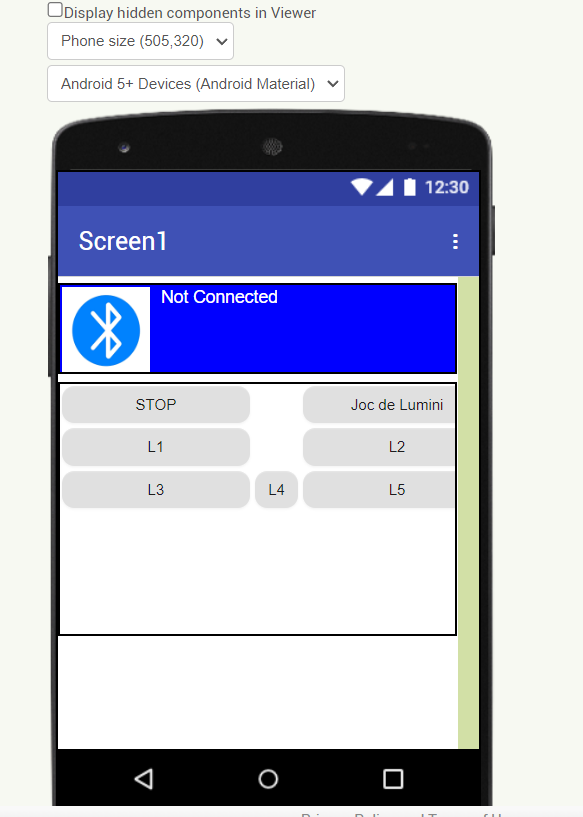 Display hidden components in Viewer
Phone size (505,320)
Android 5+ Devices (Android Material)
12:30
Screen1
Not Connected
STOP Joc de Lumini
L1 L2
L3 L4 L5